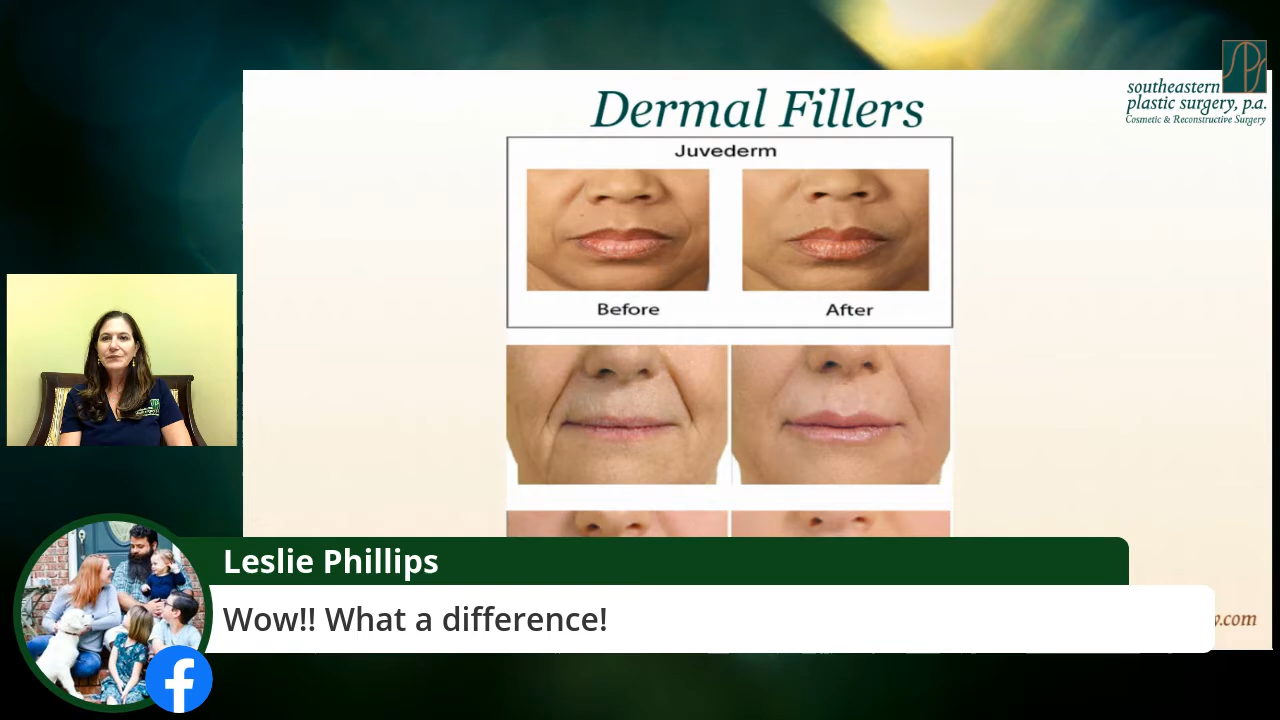 Dermal Fillers
southeastern
plastic surgery, p.a.
Cosmetic & Reconstructive Surgery
Juvederm
Before
After
Leslie Phillips
Wow!! What a difference!
.com